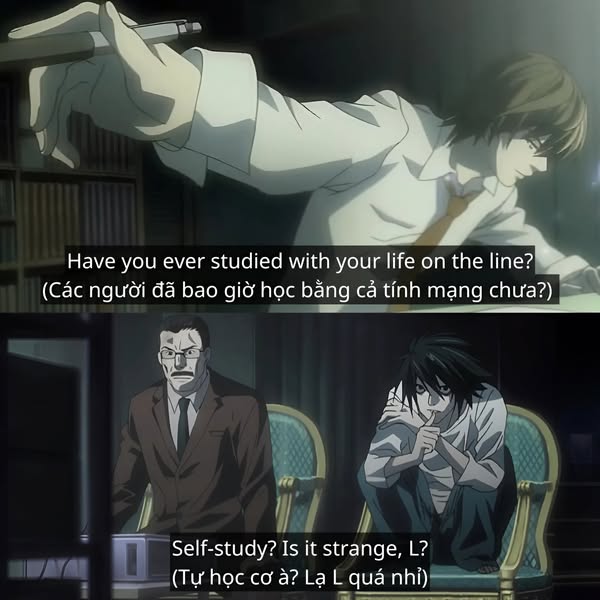 Have you ever studied with your life on the line?
(Các người đã bao giờ học bằng cả tính mạng chưa?)
Self-study? Is it strange, L?
(Tự học cơ à? Lạ L quá nhỉ)